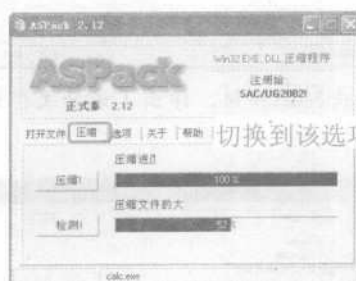 ASPack 2.12
Win32 EXE, DLL 压缩程序
ASPack
注册给:
SAC/UG2002!
正式版 2.12
打开文件 压缩 选项 关于 帮助
切换到该选项
压缩进度
压缩! 100 %
压缩文件的大
检测!
calc.exe